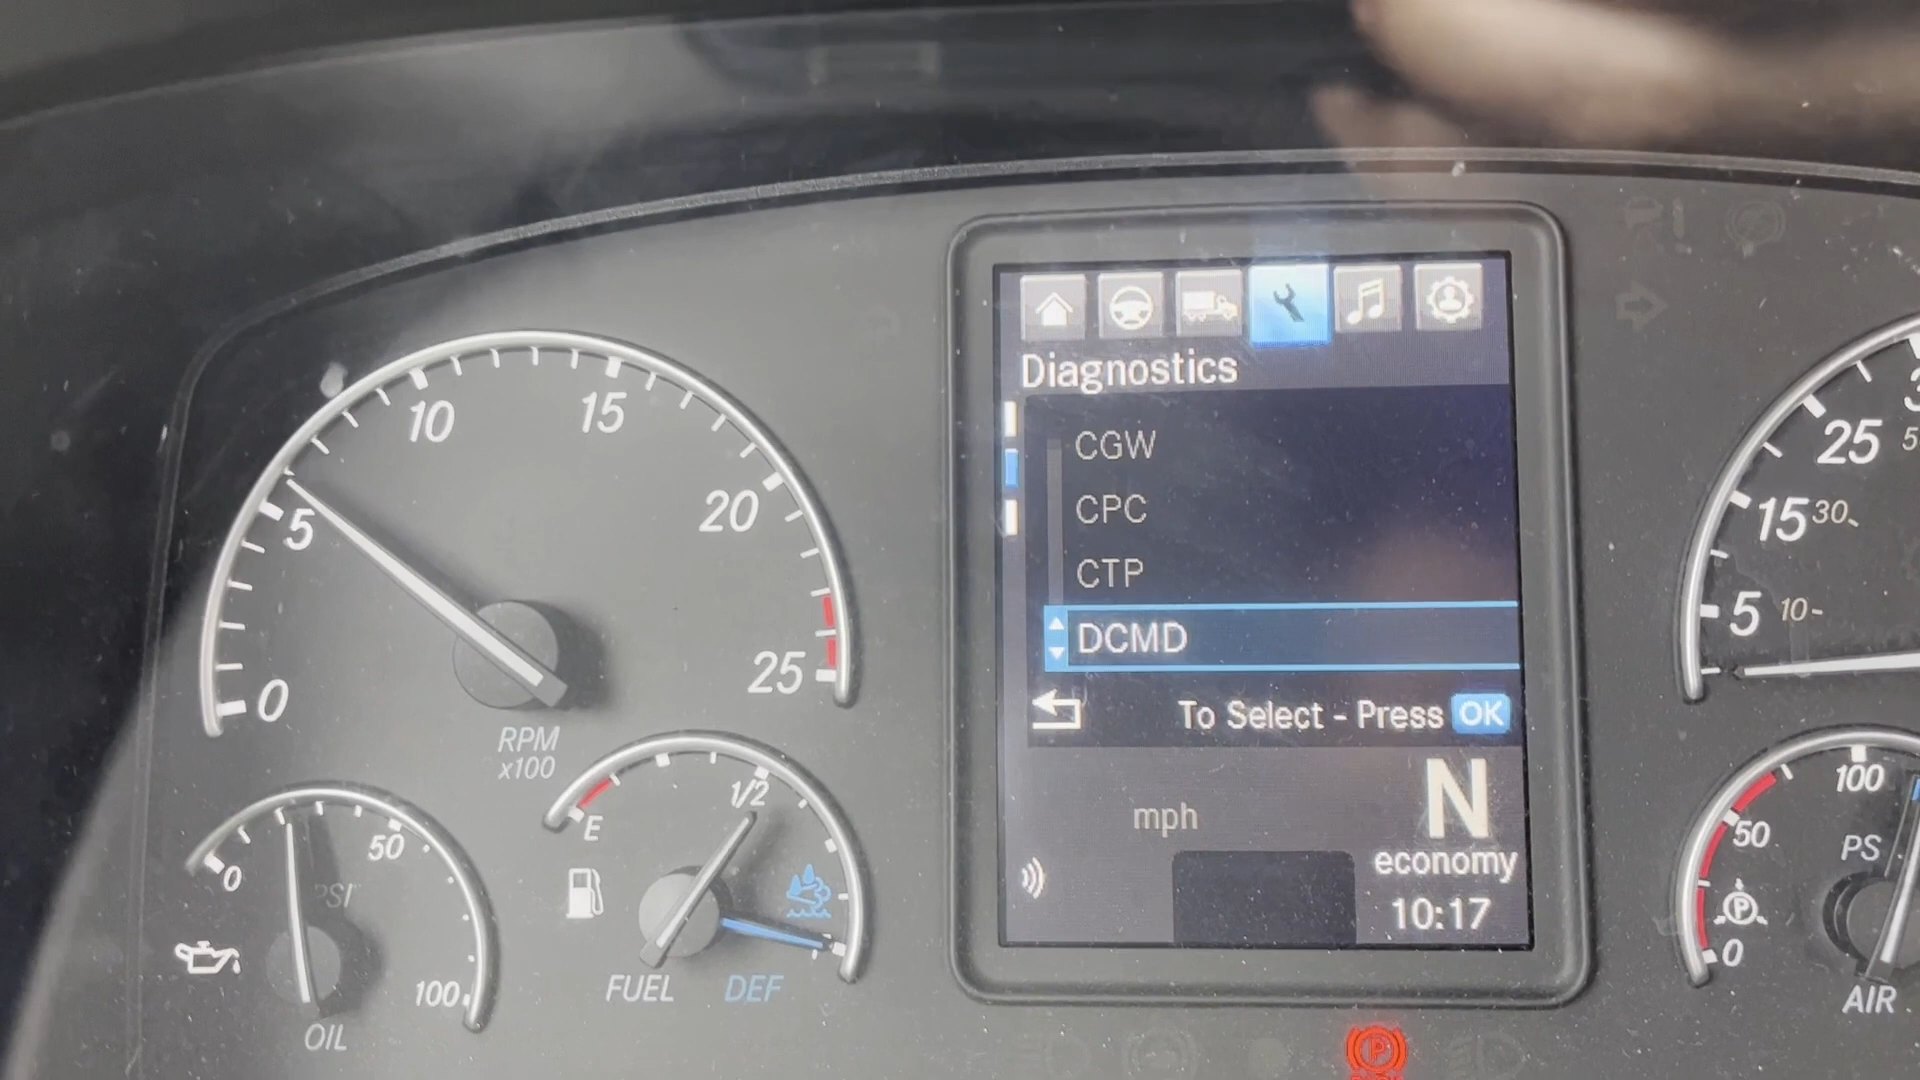 0
5
10
15
20
25
RPM
x100
0
50
100
PSI
OIL
E
1/2
FUEL
DEF
Diagnostics
CGW
CPC
CTP
DCMD
To Select - Press OK
mph
N
economy
10:17
5
10
15
30
25
0
50
100
AIR